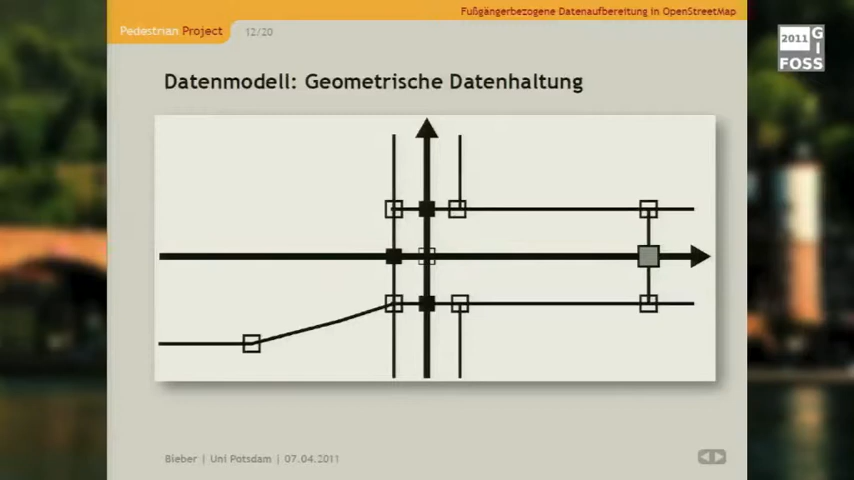 Fußgängerbezogene Datenaufbereitung in OpenStreetMap
Pedestrian Project
12/20
2011
G
I
FOSS
Datenmodell: Geometrische Datenhaltung
Bieber | Uni Potsdam | 07.04.2011